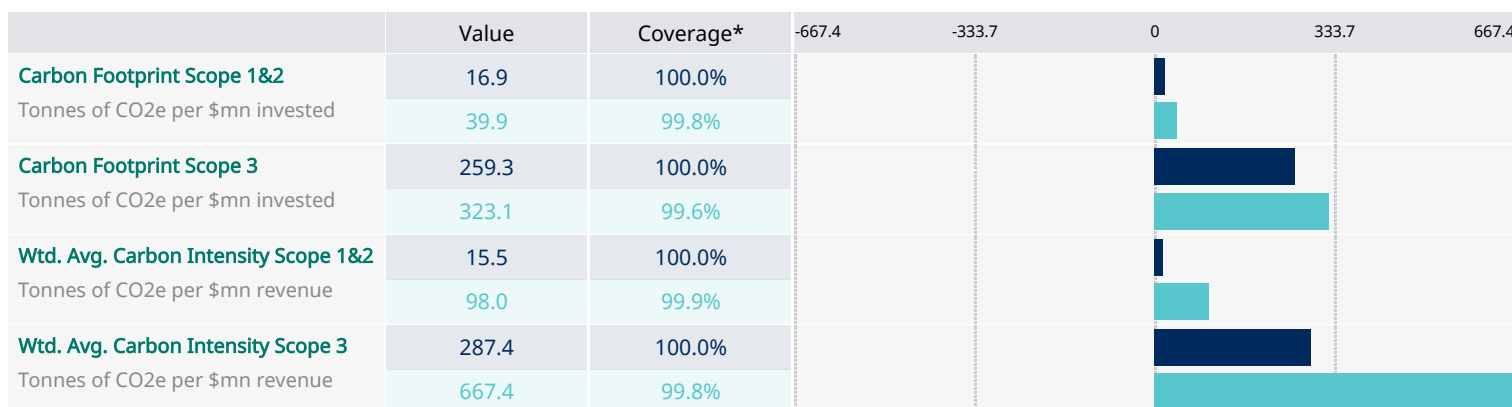 Value Coverage* -667.4 -333.7 0 333.7 667.4
Carbon Footprint Scope 1&2 16.9 100.0%
Tonnes of CO2e per $mn invested 39.9 99.8%
Carbon Footprint Scope 3 259.3 100.0%
Tonnes of CO2e per $mn invested 323.1 99.6%
Wtd. Avg. Carbon Intensity Scope 1&2 15.5 100.0%
Tonnes of CO2e per $mn revenue 98.0 99.9%
Wtd. Avg. Carbon Intensity Scope 3 287.4 100.0%
Tonnes of CO2e per $mn revenue 667.4 99.8%